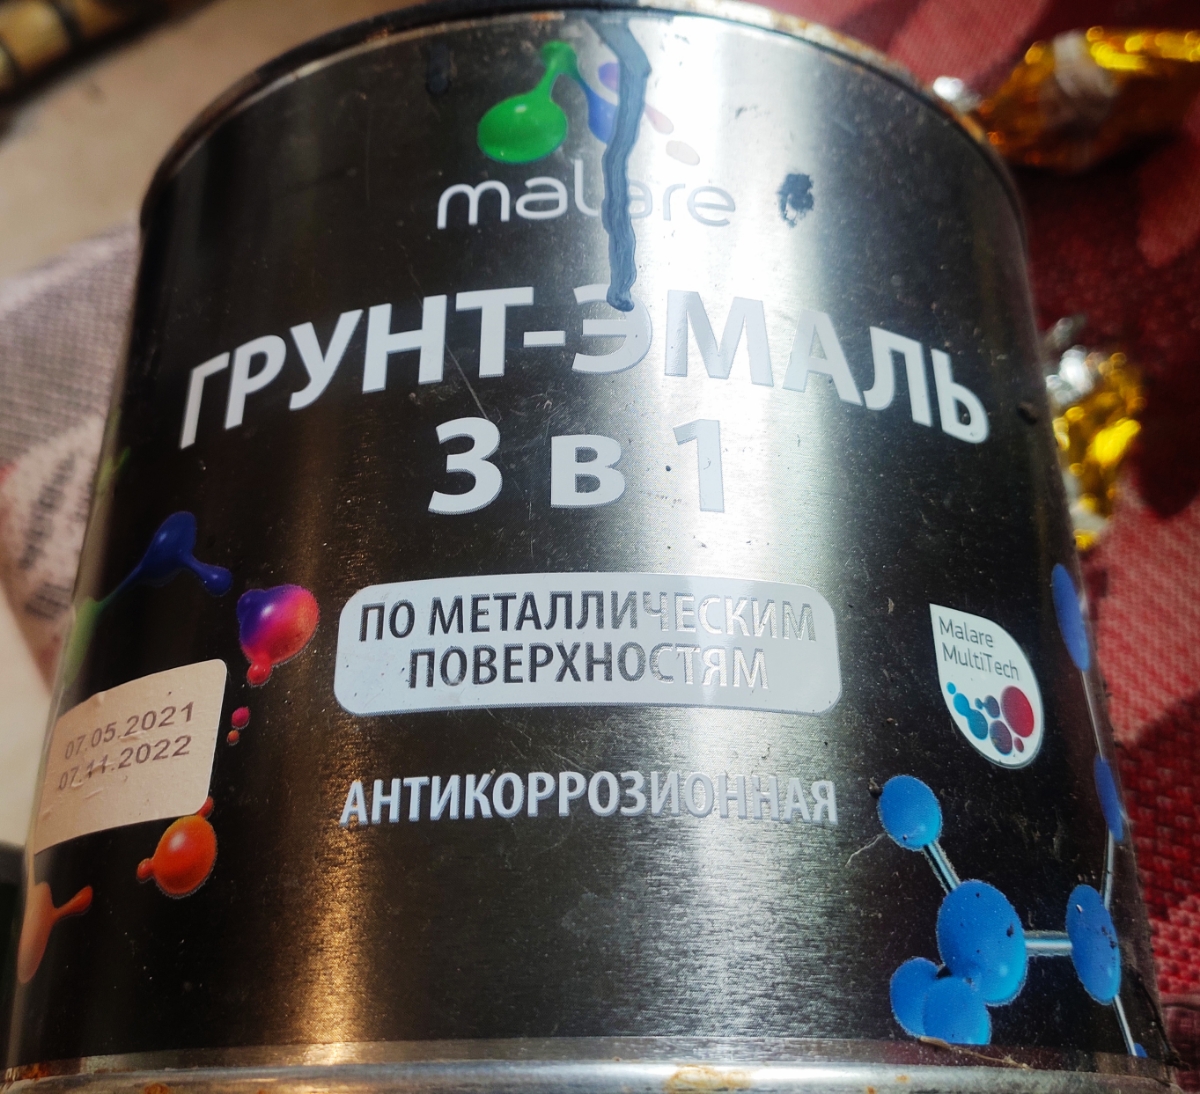 malare
ГРУНТ-ЭМАЛЬ
3 в 1
ПО МЕТАЛЛИЧЕСКИМ
ПОВЕРХНОСТЯМ
Malare
MultiTech
07.05.2021
07.11.2022
АНТИКОРРОЗИОННАЯ